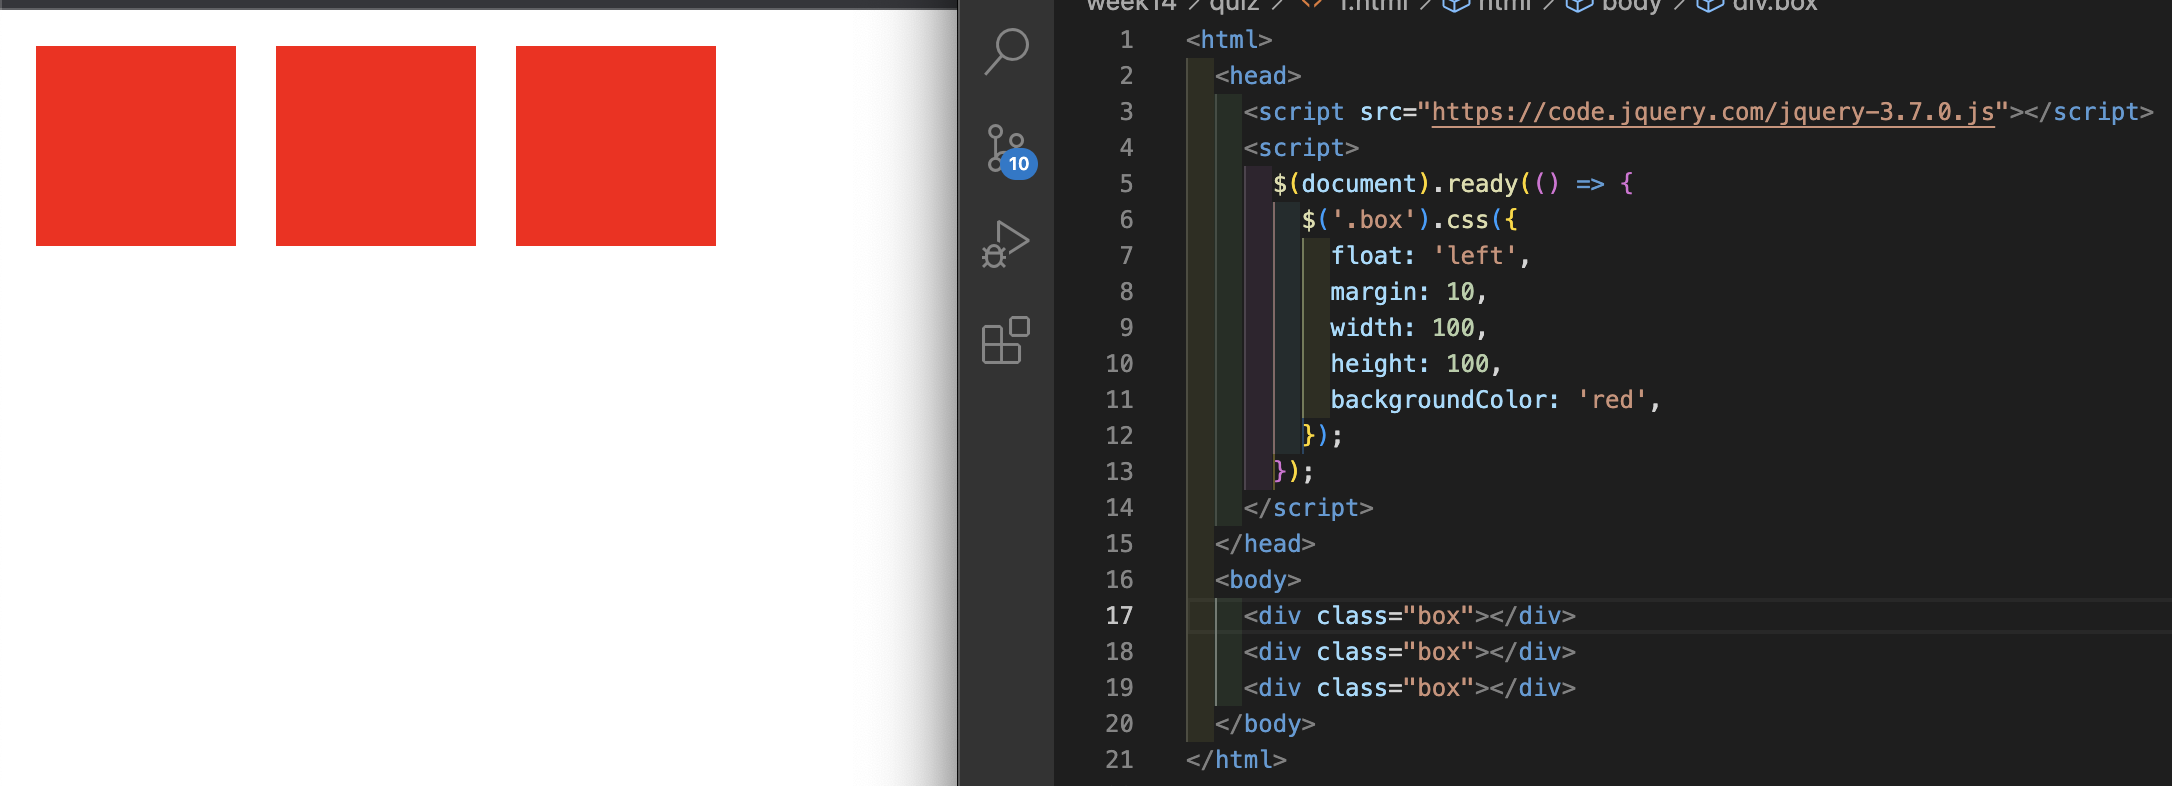 week14 > quiz > <> 1.html > html > body > div.box
10
1 <html>
2 <head>
3 <script src="https://code.jquery.com/jquery-3.7.0.js"></script>
4 <script>
5 $(document).ready(() => {
6 $('.box').css({
7 float: 'left',
8 margin: 10,
9 width: 100,
10 height: 100,
11 backgroundColor: 'red',
12 });
13 });
14 </script>
15 </head>
16 <body>
17 <div class="box"></div>
18 <div class="box"></div>
19 <div class="box"></div>
20 </body>
21 </html>